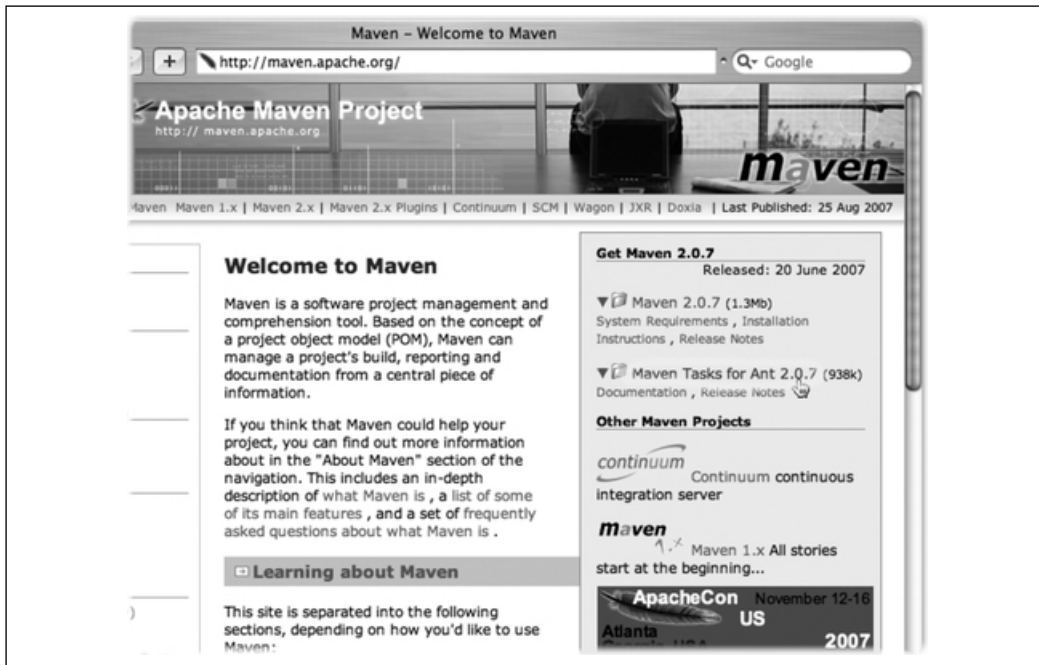 Maven – Welcome to Maven
http://maven.apache.org/
Google
Apache Maven Project
http:// maven.apache.org
maven
Maven Maven 1.x | Maven 2.x | Maven 2.x Plugins | Continuum | SCM | Wagon | JXR | Doxia | Last Published: 25 Aug 2007
Welcome to Maven
Maven is a software project management and
comprehension tool. Based on the concept of
a project object model (POM), Maven can
manage a project's build, reporting and
documentation from a central piece of
information.
If you think that Maven could help your
project, you can find out more information
about in the "About Maven" section of the
navigation. This includes an in-depth
description of what Maven is , a list of some
of its main features , and a set of frequently
asked questions about what Maven is .
Learning about Maven
This site is separated into the following
sections, depending on how you'd like to use
Maven:
Get Maven 2.0.7
Released: 20 June 2007
Maven 2.0.7 (1.3Mb)
System Requirements , Installation
Instructions , Release Notes
Maven Tasks for Ant 2.0.7 (938k)
Documentation , Release Notes
Other Maven Projects
continuum
Continuum continuous
integration server
maven
1.x
Maven 1.x All stories
start at the beginning...
ApacheCon November 12-16
US
Atlanta
2007